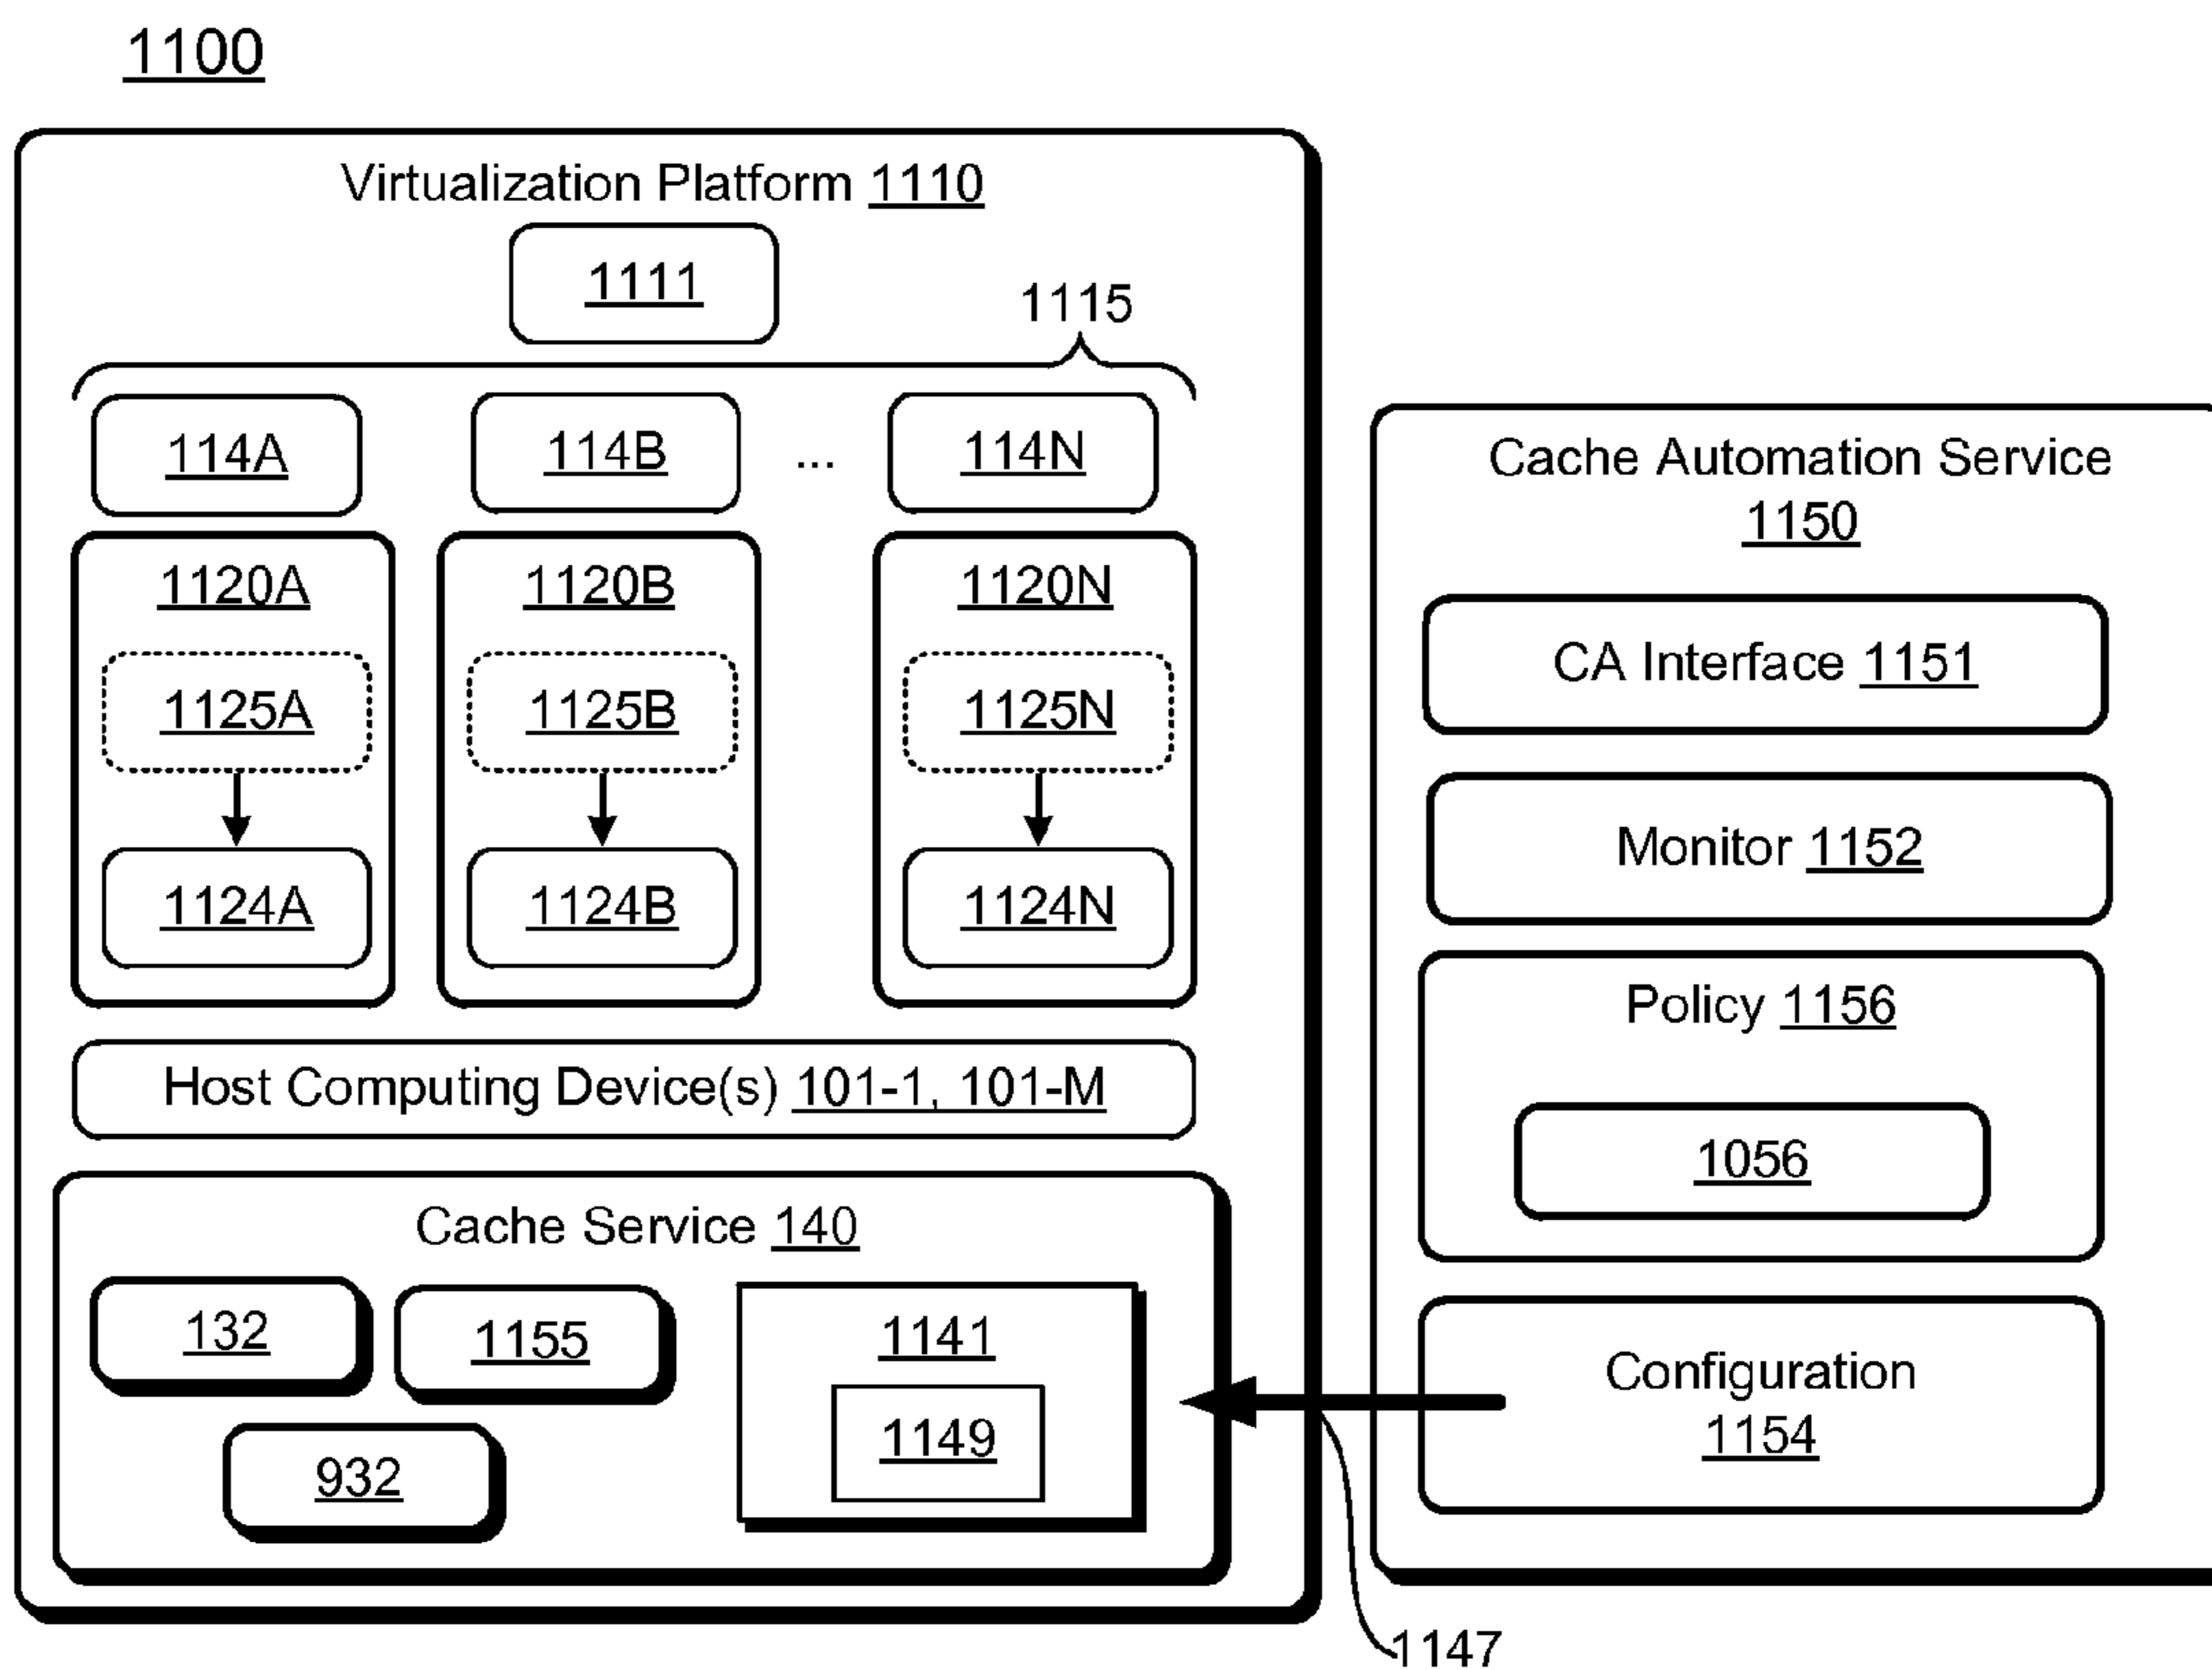 1100
Virtualization Platform 1110
1111
1115
114A 114B ... 114N
1120A 1120B 1120N
1125A 1125B 1125N
1124A 1124B 1124N
Host Computing Device(s) 101-1, 101-M
Cache Service 140
132 1155 1141
1149
932
Cache Automation Service
1150
CA Interface 1151
Monitor 1152
Policy 1156
1056
Configuration
1154
1147